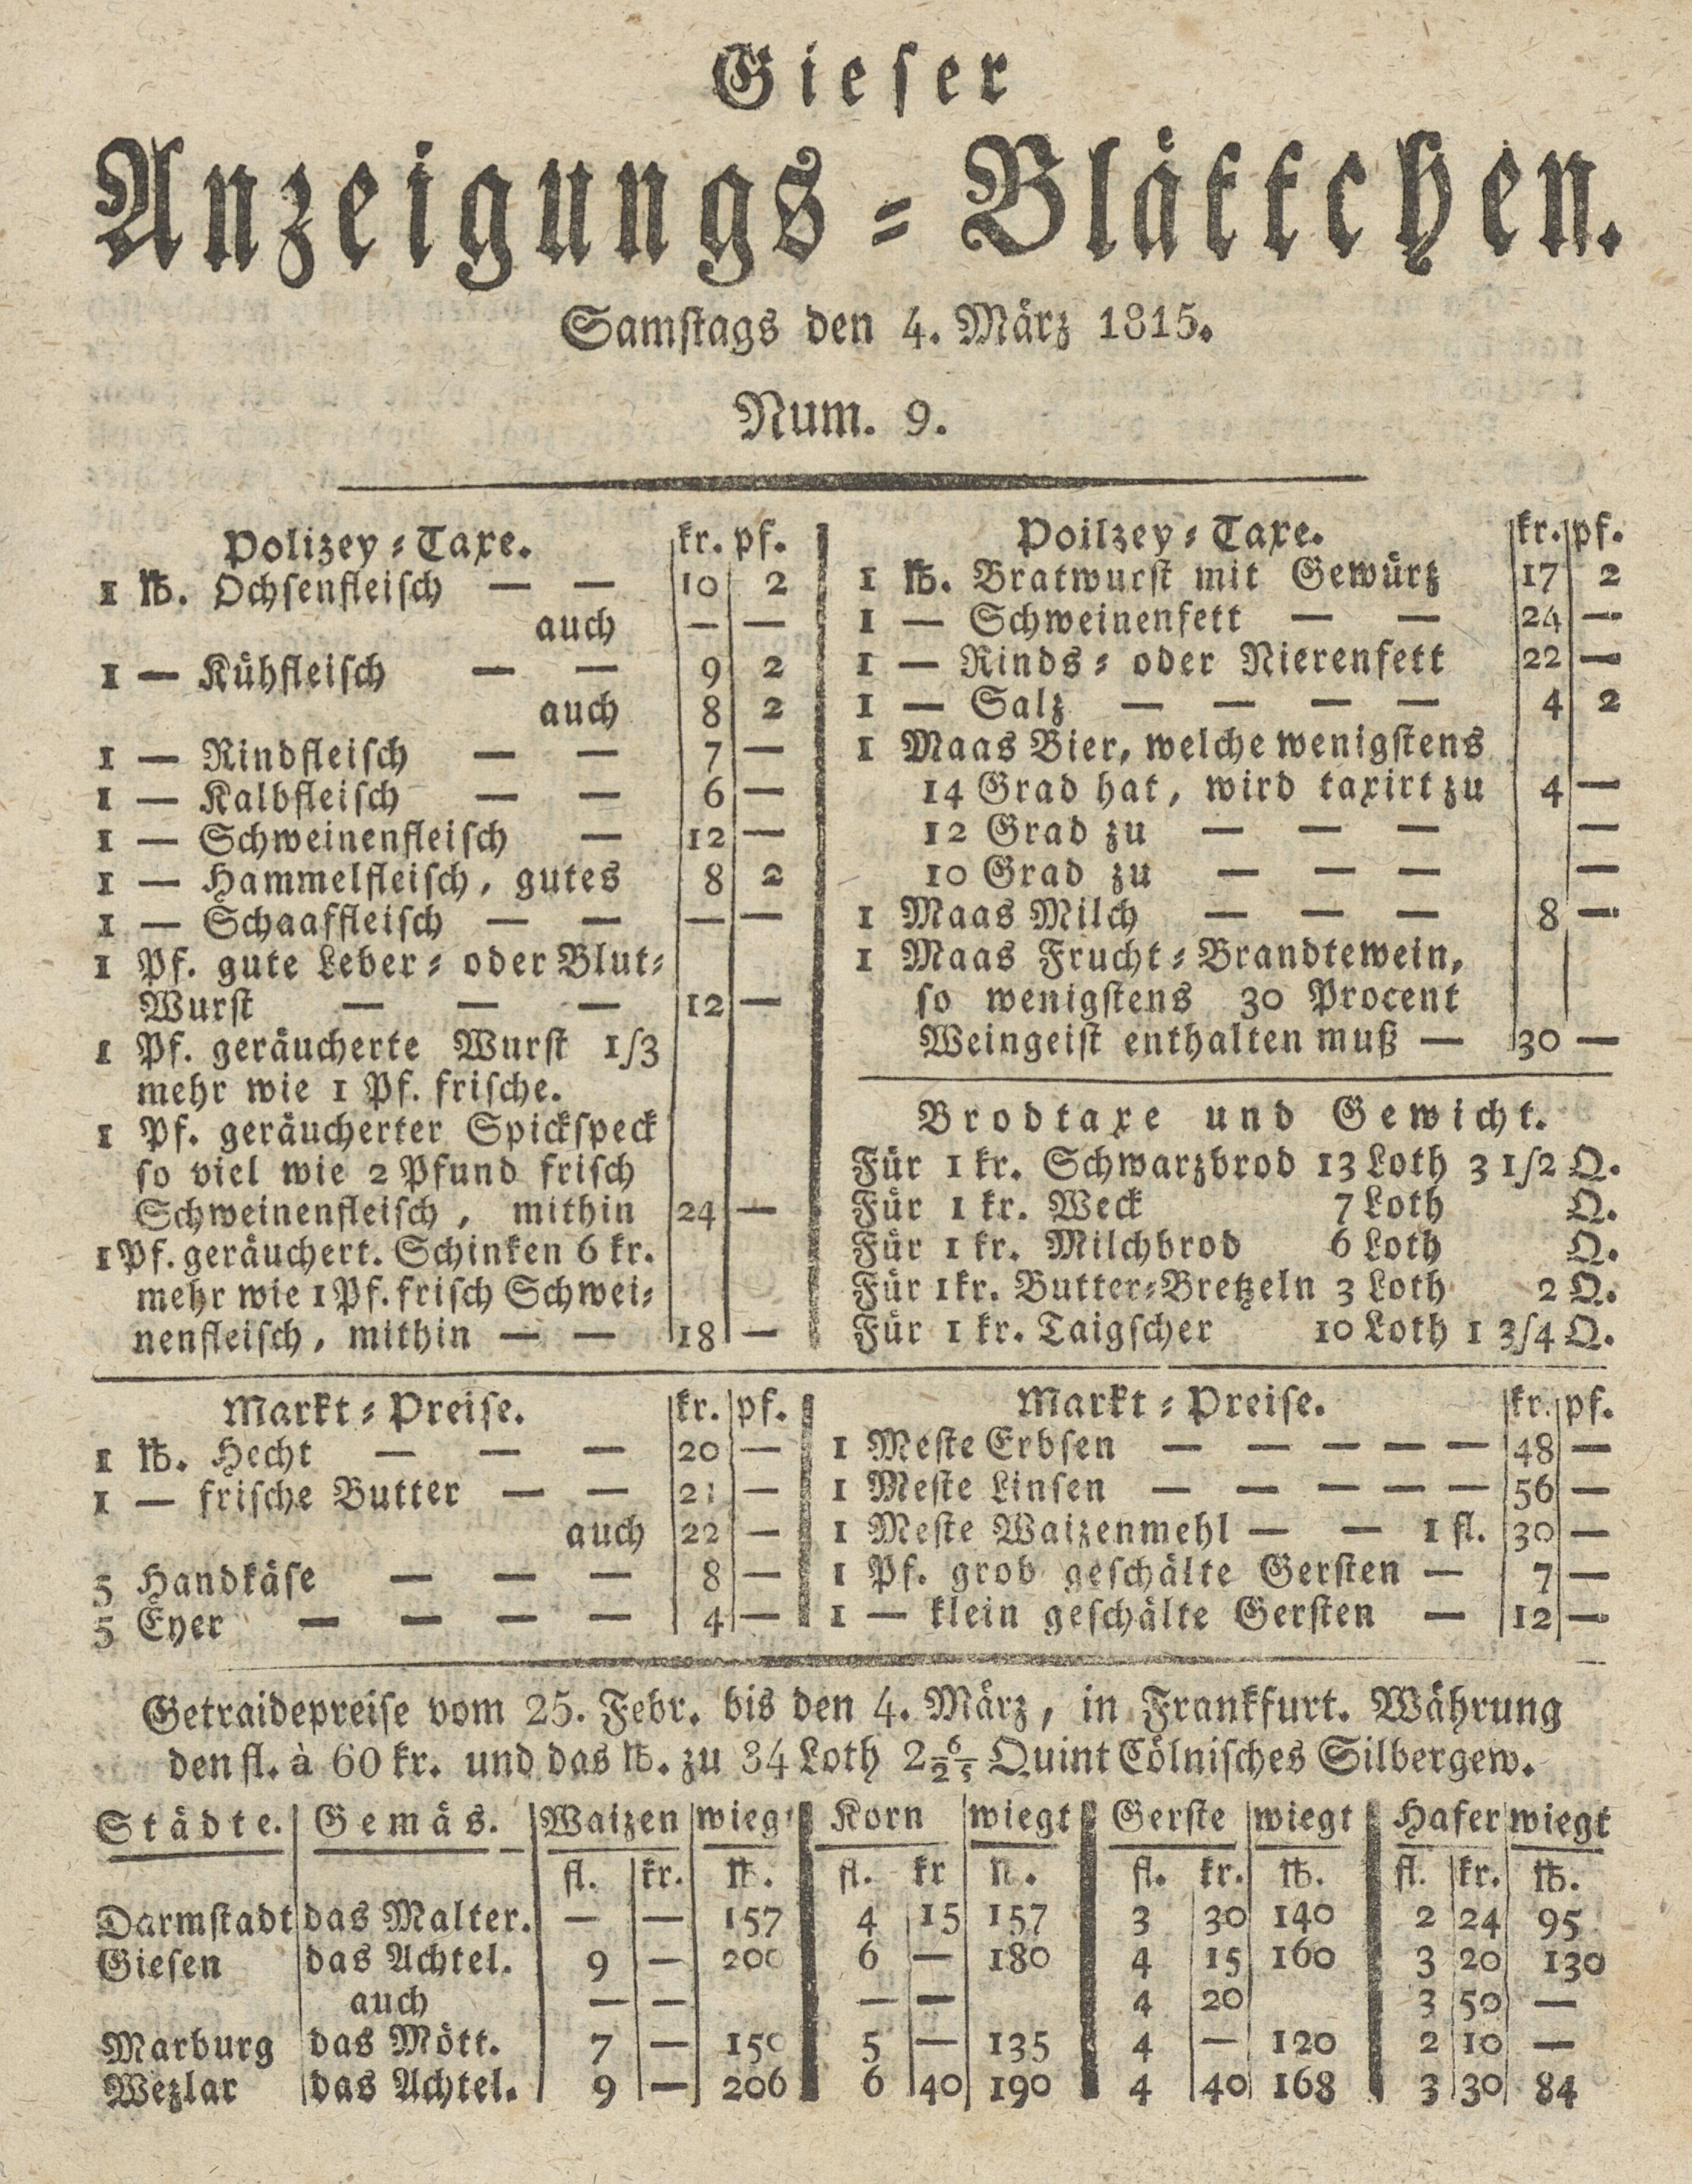 Gieser
Anzeigungs-Blättchen.
Samstags den 4. März 1815.
Num. 9.
Polizey-Taxe. kr. pf.
1 ℔. Ochsenfleisch — — 10 2
auch — —
1 — Kühfleisch — — 9 2
auch 8 2
1 — Rindfleisch — — 7 —
1 — Kalbfleisch — — 6 —
1 — Schweinenfleisch — 12 —
1 — Hammelfleisch, gutes 8 2
1 — Schaaffleisch — — — —
1 Pf. gute Leber- oder Blut-
Wurst — — — 12 —
1 Pf. geräucherte Wurst 1/3
mehr wie 1 Pf. frische.
1 Pf. geräucherter Spickspeck
so viel wie 2 Pfund frisch
Schweinenfleisch, mithin 24 —
1 Pf. geräuchert. Schinken 6 kr.
mehr wie 1 Pf. frisch Schwei-
nenfleisch, mithin — — 18 —
Poilzey-Taxe. kr. pf.
1 ℔. Bratwurst mit Gewürz 17 2
1 — Schweinenfett — — 24 —
1 — Rinds- oder Nierenfett 22 —
1 — Salz — — — — 4 2
1 Maas Bier, welche wenigstens
14 Grad hat, wird taxirt zu 4 —
12 Grad zu — — — —
10 Grad zu — — — —
1 Maas Milch — — — 8 —
1 Maas Frucht-Brandtewein,
so wenigstens 30 Procent
Weingeist enthalten muß — 30 —
Brodtaxe und Gewicht.
Für 1 kr. Schwarzbrod 13 Loth 3 1/2 Q.
Für 1 kr. Weck 7 Loth Q.
Für 1 kr. Milchbrod 6 Loth Q.
Für 1 kr. Butter-Bretzeln 3 Loth 2 Q.
Für 1 kr. Taigscher 10 Loth 1 3/4 Q.
Markt-Preise. kr. pf.
1 ℔. Hecht — — — 20 —
1 — frische Butter — — 21 —
auch 22 —
5 Handkäse — — — 8 —
5 Eyer — — — — 4 —
Markt-Preise. kr. pf.
1 Meste Erbsen — — — — — 48 —
1 Meste Linsen — — — — — 56 —
1 Meste Waizenmehl — — 1 fl. 30 —
1 Pf. grob geschälte Gersten — 7 —
1 — klein geschälte Gersten — 12 —
Getraidepreise vom 25. Febr. bis den 4. März, in Frankfurt. Währung
den fl. à 60 kr. und das ℔. zu 34 Loth 2 6/25 Quint Cölnisches Silbergew.
Städte. Gemäs. Waizen wiegt Korn wiegt Gerste wiegt Hafer wiegt
fl. kr. ℔. fl. kr ℔. fl. kr. ℔. fl. kr. ℔.
Darmstadt das Malter. — — 157 4 15 157 3 30 140 2 24 95
Giesen das Achtel. 9 — 200 6 — 180 4 15 160 3 20 130
auch — — — — 4 20 3 50 —
Marburg das Mött. 7 — 150 5 — 135 4 — 120 2 10 —
Wezlar das Achtel. 9 — 206 6 40 190 4 40 168 3 30 84